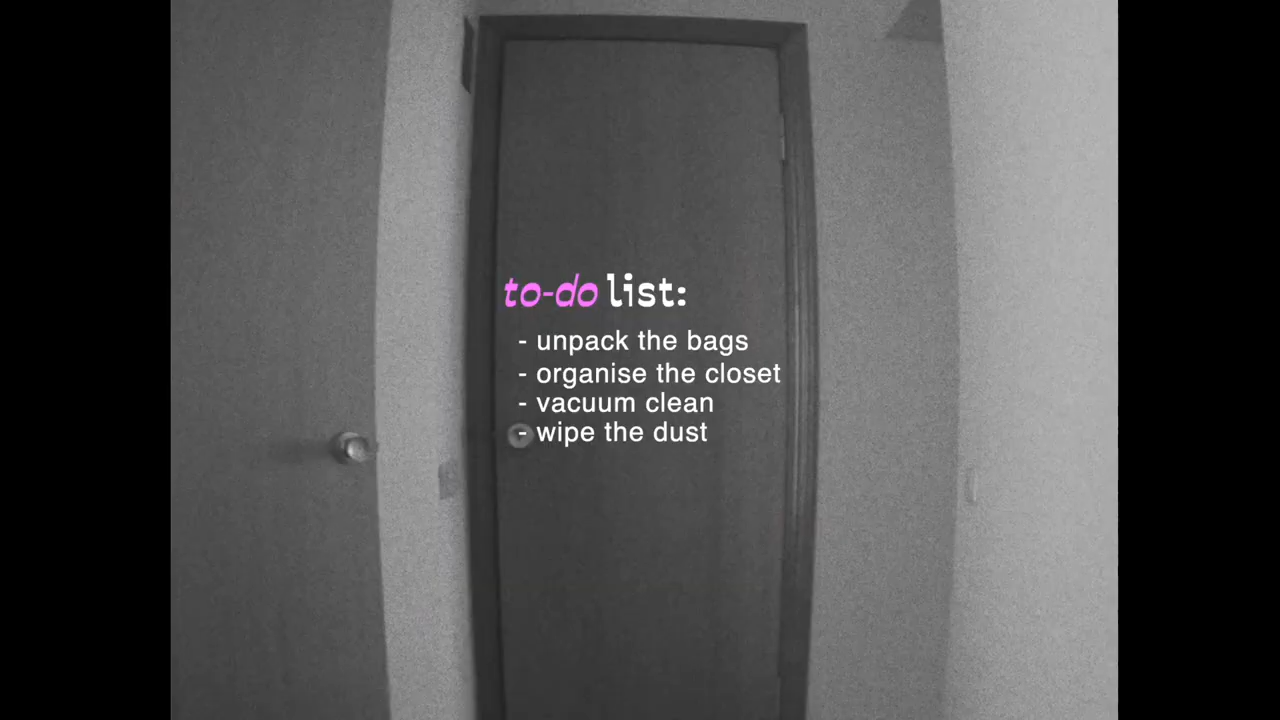 to-do list:
- unpack the bags
- organise the closet
- vacuum clean
- wipe the dust